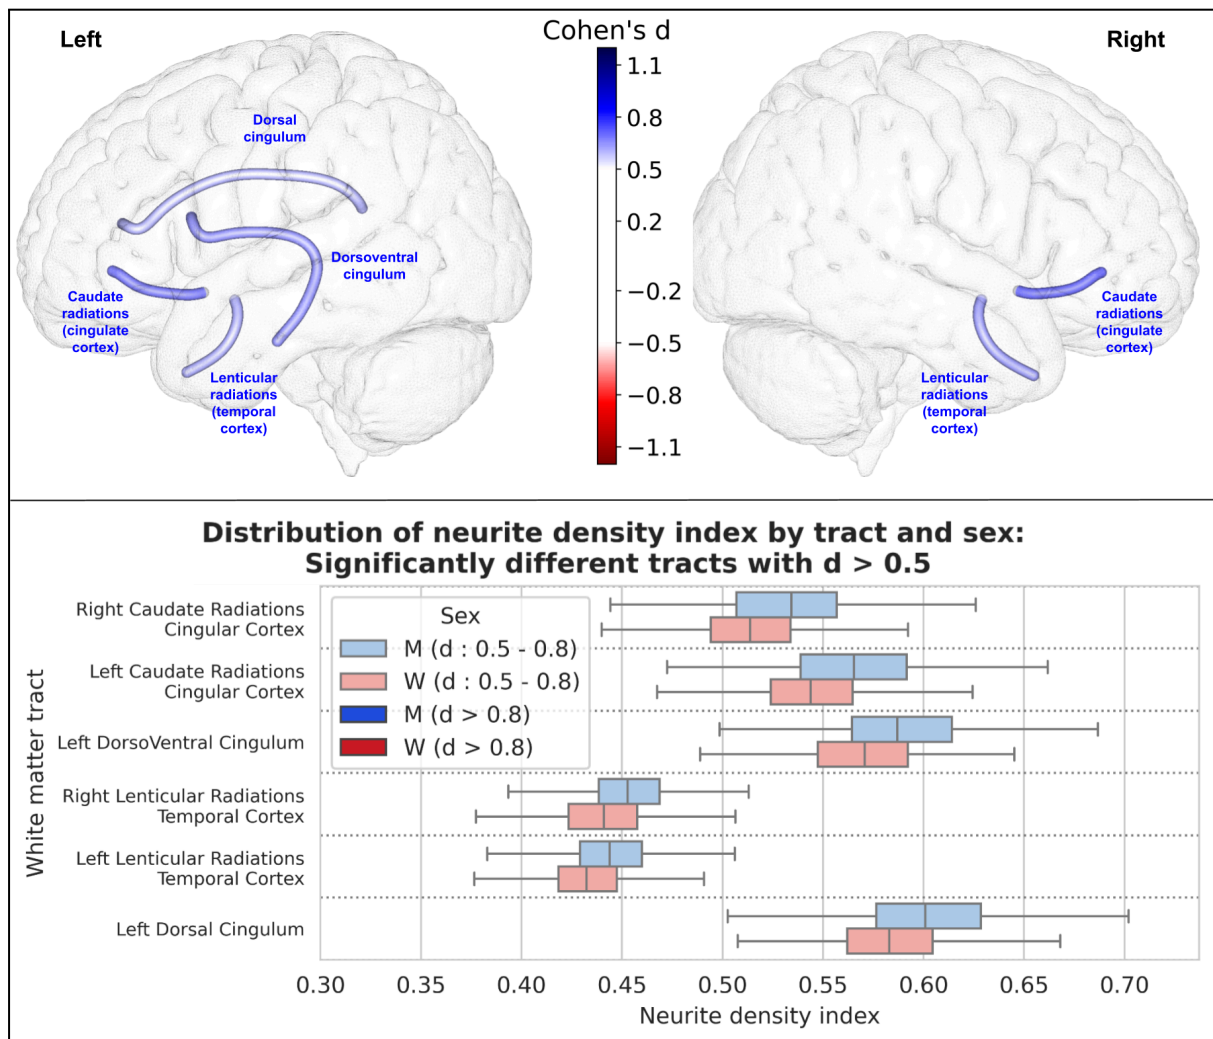 Left
Cohen's d
Right
1.1
0.8
0.5
0.2
−0.2
−0.5
−0.8
−1.1
Dorsal
cingulum
Dorsoventral
cingulum
Caudate
radiations
(cingulate
cortex)
Lenticular
radiations
(temporal
cortex)
Lenticular
radiations
(temporal
cortex)
Caudate
radiations
(cingulate
cortex)
Distribution of neurite density index by tract and sex:
Significantly different tracts with d > 0.5
White matter tract
Right Caudate Radiations
Cingular Cortex
Left Caudate Radiations
Cingular Cortex
Left DorsoVentral Cingulum
Right Lenticular Radiations
Temporal Cortex
Left Lenticular Radiations
Temporal Cortex
Left Dorsal Cingulum
Sex
M (d : 0.5 - 0.8)
W (d : 0.5 - 0.8)
M (d > 0.8)
W (d > 0.8)
0.30 0.35 0.40 0.45 0.50 0.55 0.60 0.65 0.70
Neurite density index